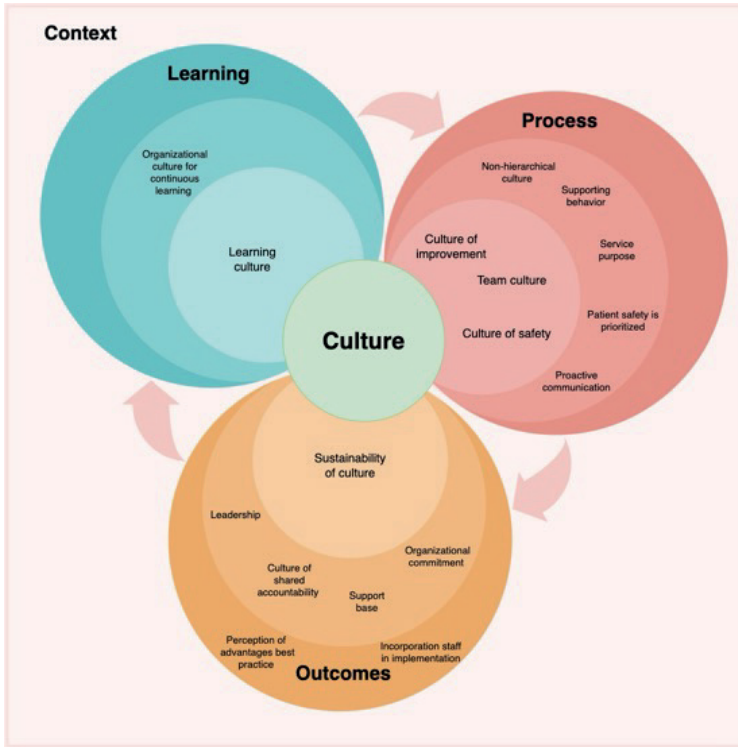 Context
Learning
Organizational
culture for
continuous
learning
Learning
culture
Process
Non-hierarchical
culture
Supporting
behavior
Culture of
improvement
Service
purpose
Team culture
Patient safety is
prioritized
Culture of safety
Proactive
communication
Culture
Sustainability
of culture
Leadership
Organizational
commitment
Culture of
shared
accountability
Support
base
Perception of
advantages best
practice
Incorporation staff
in implementation
Outcomes